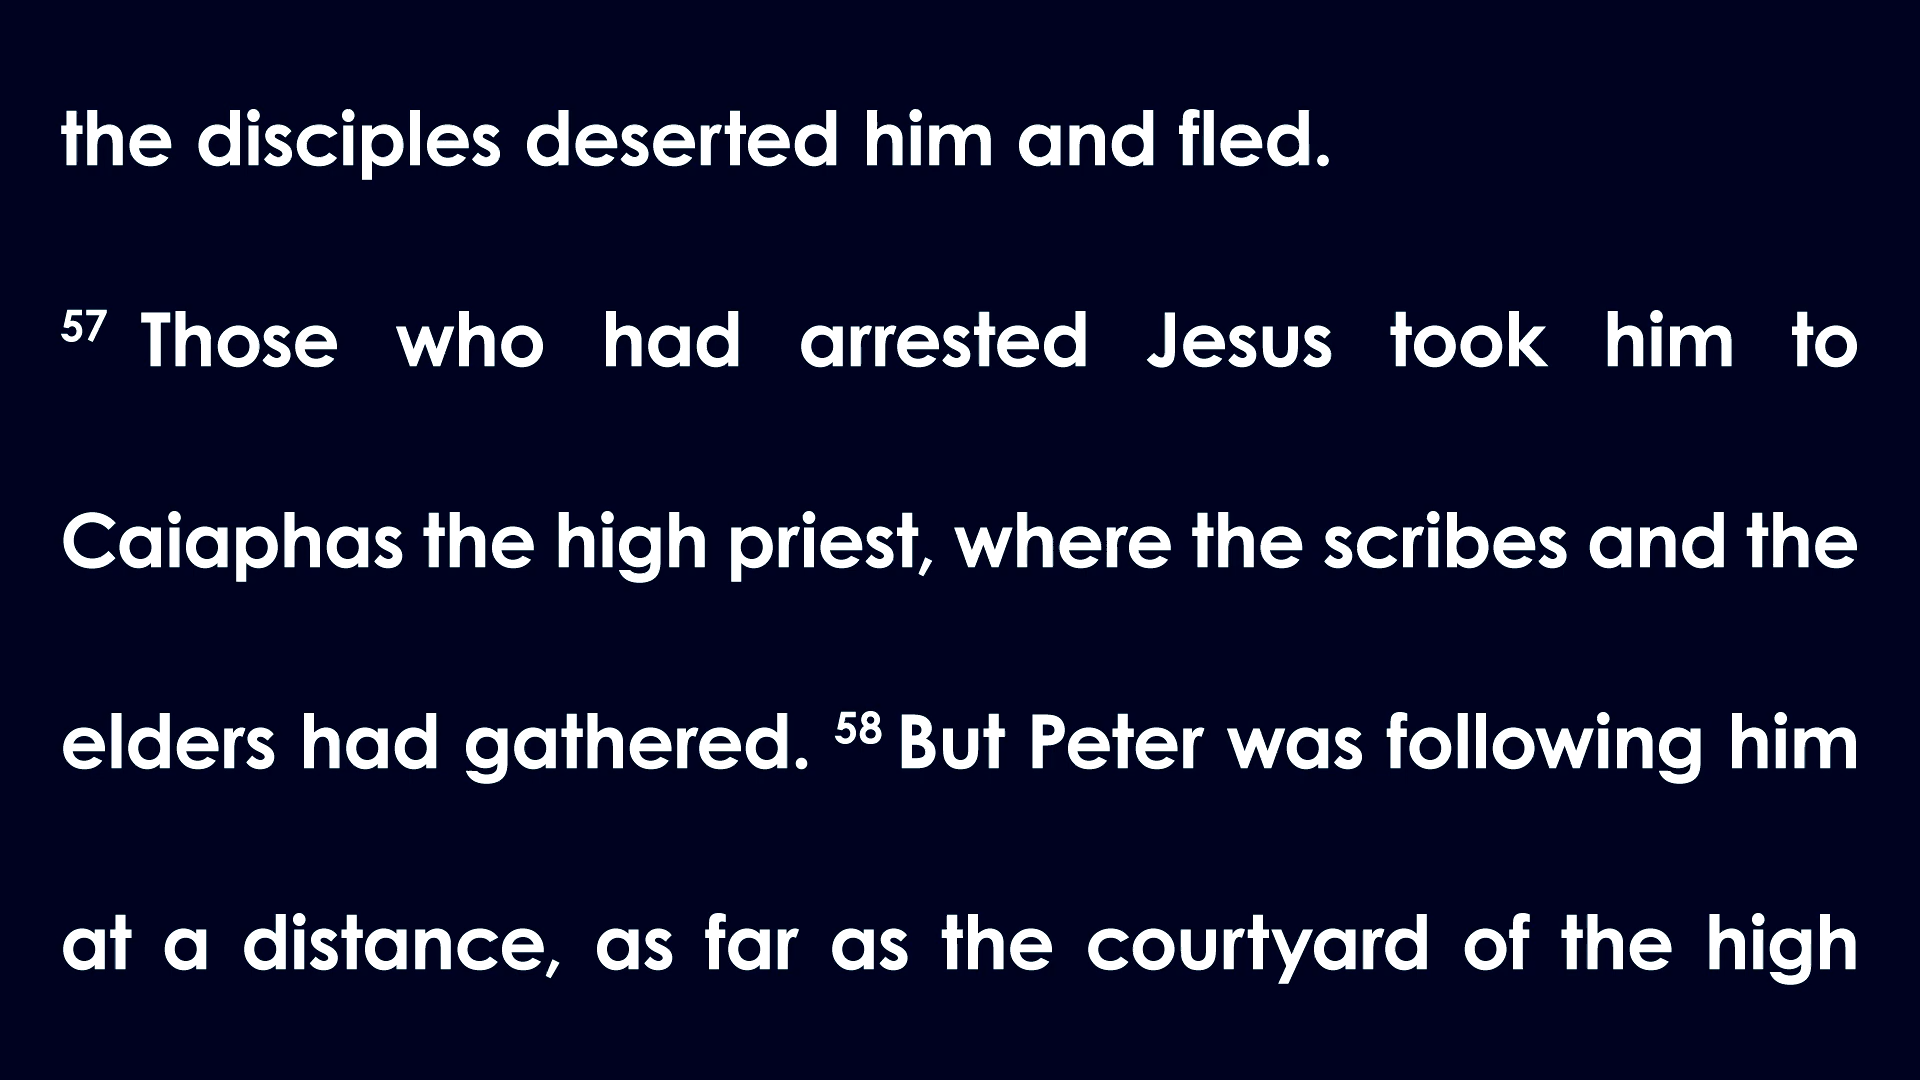 the disciples deserted him and fled.
57 Those who had arrested Jesus took him to
Caiaphas the high priest, where the scribes and the
elders had gathered. 58 But Peter was following him
at a distance, as far as the courtyard of the high